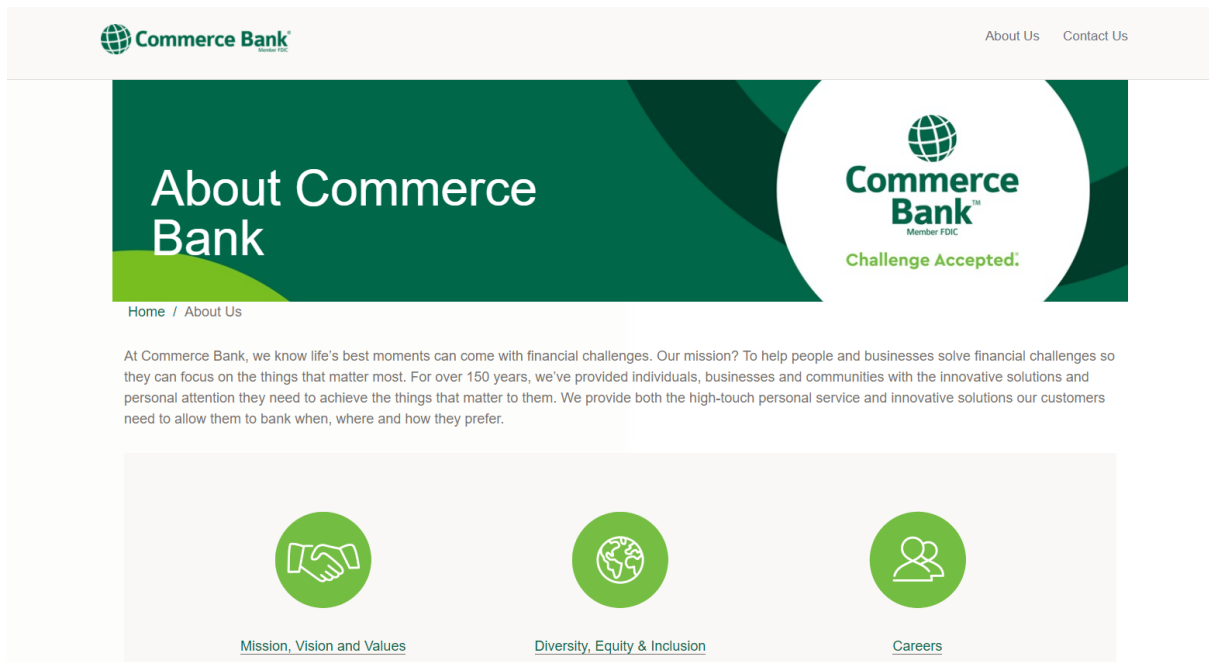 Commerce Bank®
Member FDIC
About Us
Contact Us
About Commerce
Bank
Commerce
Bank™
Member FDIC
Challenge Accepted.®
Home / About Us
At Commerce Bank, we know life’s best moments can come with financial challenges. Our mission? To help people and businesses solve financial challenges so
they can focus on the things that matter most. For over 150 years, we’ve provided individuals, businesses and communities with the innovative solutions and
personal attention they need to achieve the things that matter to them. We provide both the high-touch personal service and innovative solutions our customers
need to allow them to bank when, where and how they prefer.
Mission, Vision and Values
Diversity, Equity & Inclusion
Careers